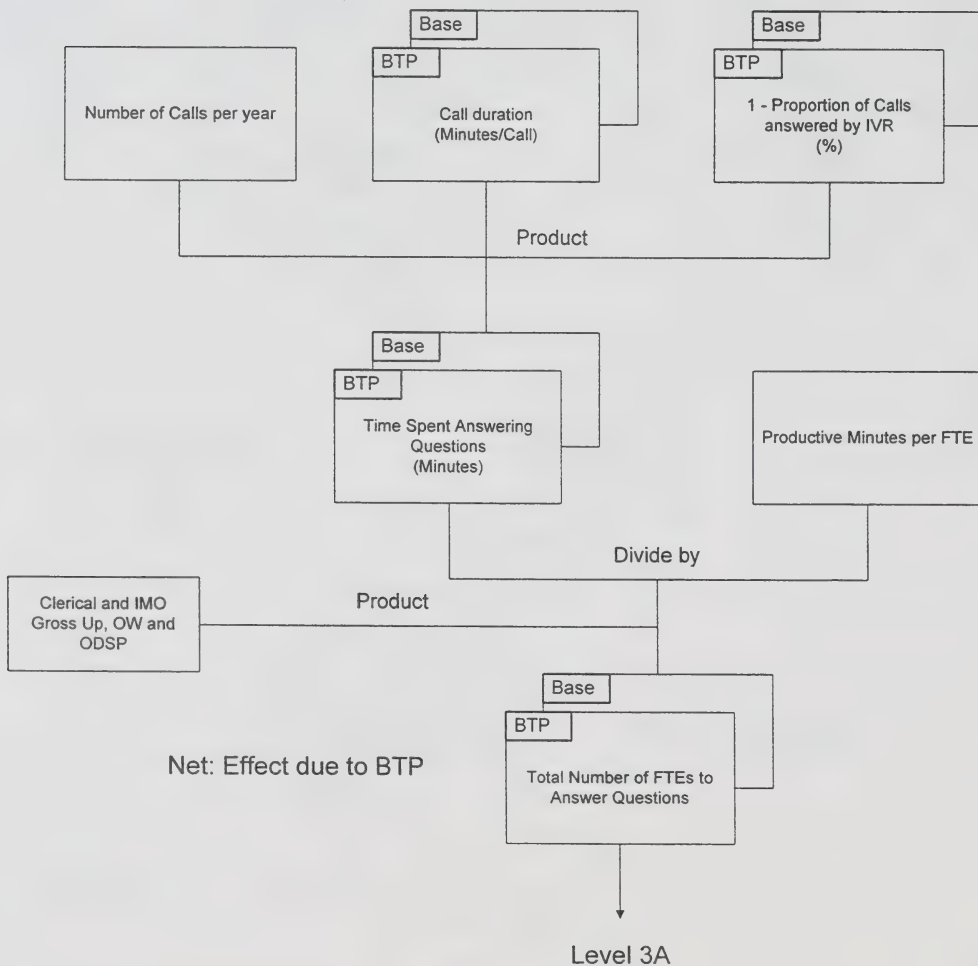 Base
Base
BTP
BTP
Number of Calls per year
Call duration
(Minutes/Call)
1 - Proportion of Calls
answered by IVR
(%)
Product
Base
BTP
Time Spent Answering
Questions
(Minutes)
Productive Minutes per FTE
Divide by
Product
Clerical and IMO
Gross Up, OW and
ODSP
Base
BTP
Net: Effect due to BTP
Total Number of FTEs to
Answer Questions
Level 3A